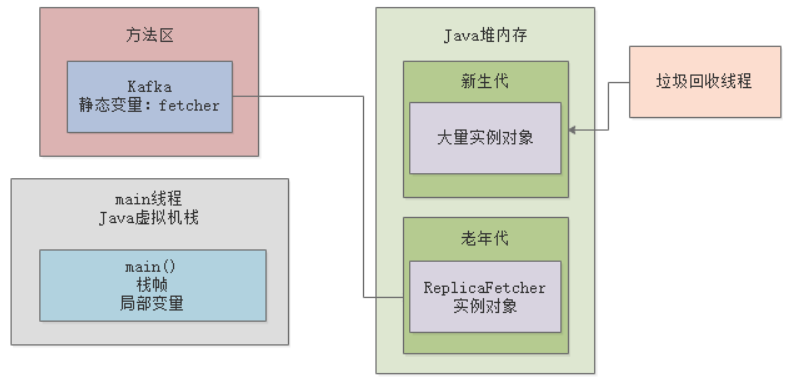 方法区
Kafka
静态变量：fetcher
main线程
Java虚拟机栈
main()
栈帧
局部变量
Java堆内存
新生代
大量实例对象
老年代
ReplicaFetcher
实例对象
垃圾回收线程